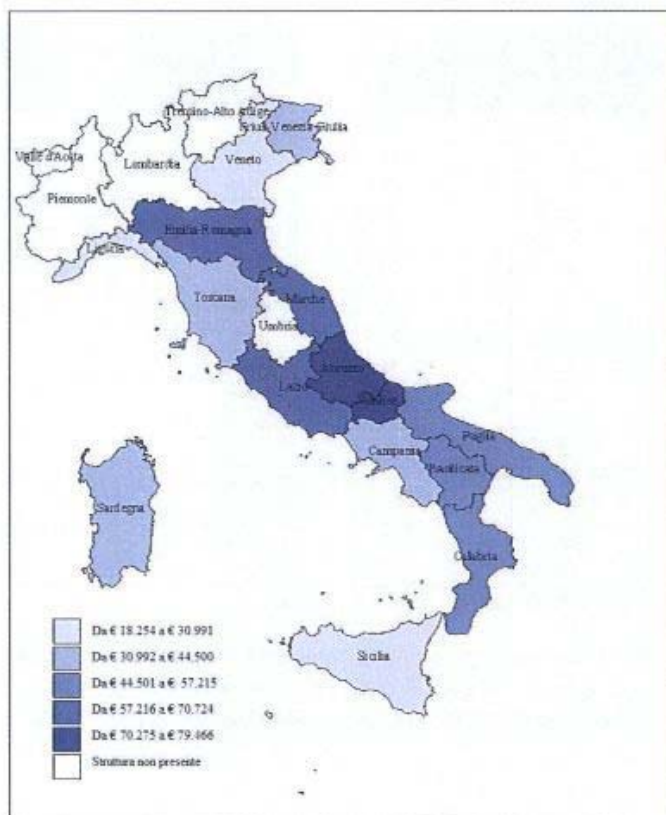 Trentino-Alto Adige
Friuli Venezia Giulia
Valle d'Aosta
Lombardia
Veneto
Piemonte
Emilia-Romagna
Liguria
Toscana
Marche
Umbria
Abruzzo
Lazio
Molise
Puglia
Campania
Basilicata
Sardegna
Calabria
Sicilia
Da € 18.254 a € 30.991
Da € 30.992 a € 44.500
Da € 44.501 a € 57.215
Da € 57.216 a € 70.724
Da € 70.275 a € 79.466
Struttura non presente